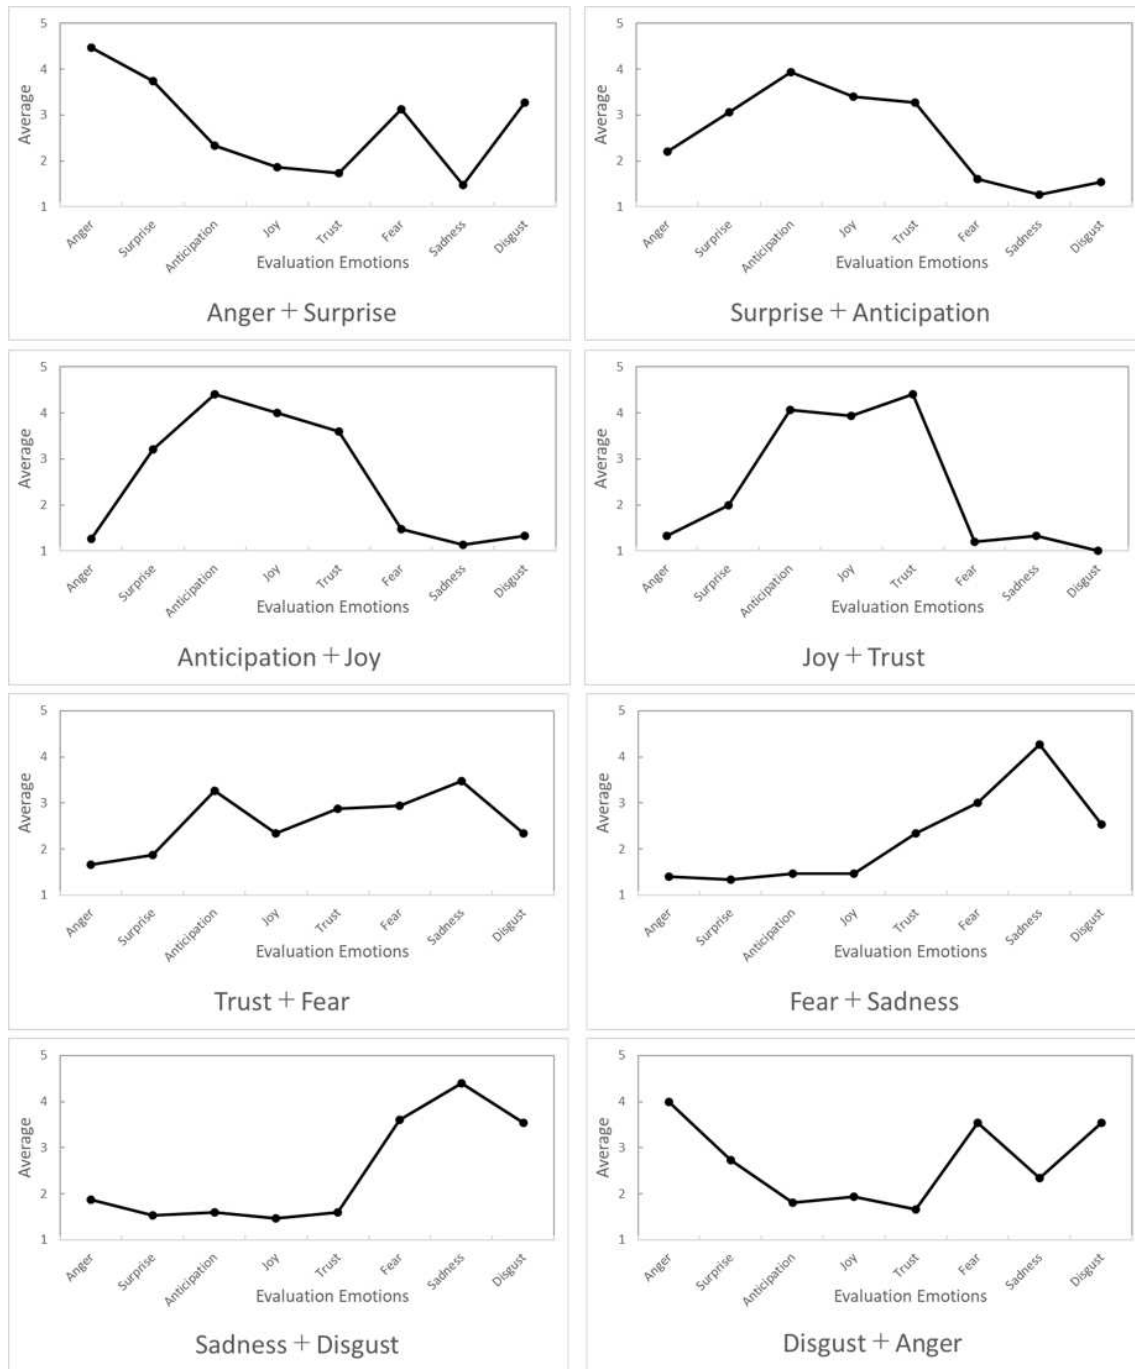 5
4
3
2
1
Average
Anger
Surprise
Anticipation
Joy
Trust
Fear
Sadness
Disgust
Evaluation Emotions
Anger + Surprise
5
4
3
2
1
Average
Anger
Surprise
Anticipation
Joy
Trust
Fear
Sadness
Disgust
Evaluation Emotions
Surprise + Anticipation
5
4
3
2
1
Average
Anger
Surprise
Anticipation
Joy
Trust
Fear
Sadness
Disgust
Evaluation Emotions
Anticipation + Joy
5
4
3
2
1
Average
Anger
Surprise
Anticipation
Joy
Trust
Fear
Sadness
Disgust
Evaluation Emotions
Joy + Trust
5
4
3
2
1
Average
Anger
Surprise
Anticipation
Joy
Trust
Fear
Sadness
Disgust
Evaluation Emotions
Trust + Fear
5
4
3
2
1
Average
Anger
Surprise
Anticipation
Joy
Trust
Fear
Sadness
Disgust
Evaluation Emotions
Fear + Sadness
5
4
3
2
1
Average
Anger
Surprise
Anticipation
Joy
Trust
Fear
Sadness
Disgust
Evaluation Emotions
Sadness + Disgust
5
4
3
2
1
Average
Anger
Surprise
Anticipation
Joy
Trust
Fear
Sadness
Disgust
Evaluation Emotions
Disgust + Anger